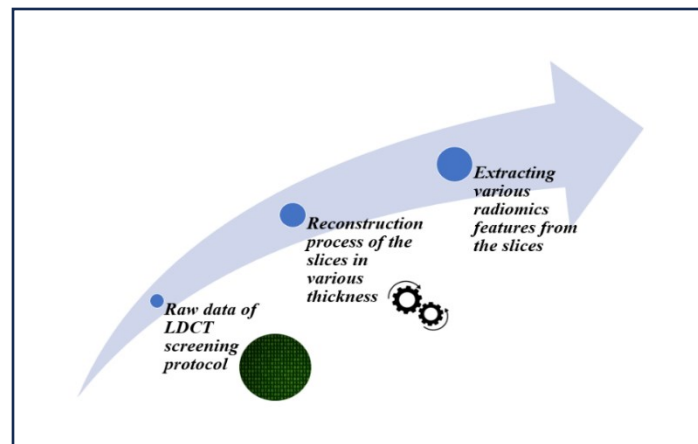 Raw data of
LDCT
screening
protocol
Reconstruction
process of the
slices in
various
thickness
Extracting
various
radiomics
features from
the slices